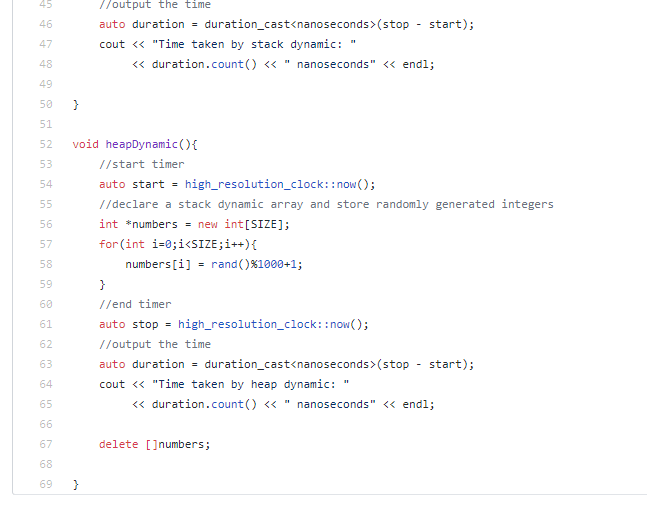 45 //output the time
46 auto duration = duration_cast<nanoseconds>(stop - start);
47 cout << "Time taken by stack dynamic: "
48 << duration.count() << " nanoseconds" << endl;
49
50 }
51
52 void heapDynamic(){
53 //start timer
54 auto start = high_resolution_clock::now();
55 //declare a stack dynamic array and store randomly generated integers
56 int *numbers = new int[SIZE];
57 for(int i=0;i<SIZE;i++){
58 numbers[i] = rand()%1000+1;
59 }
60 //end timer
61 auto stop = high_resolution_clock::now();
62 //output the time
63 auto duration = duration_cast<nanoseconds>(stop - start);
64 cout << "Time taken by heap dynamic: "
65 << duration.count() << " nanoseconds" << endl;
66
67 delete []numbers;
68
69 }